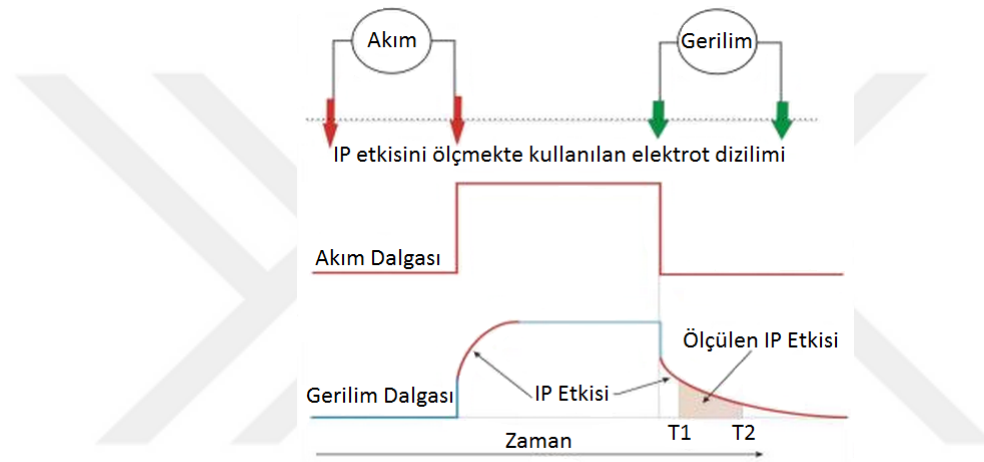 Akım
Gerilim
IP etkisini ölçmekte kullanılan elektrot dizilimi
Akım Dalgası
Ölçülen IP Etkisi
Gerilim Dalgası
IP Etkisi
T1
T2
Zaman